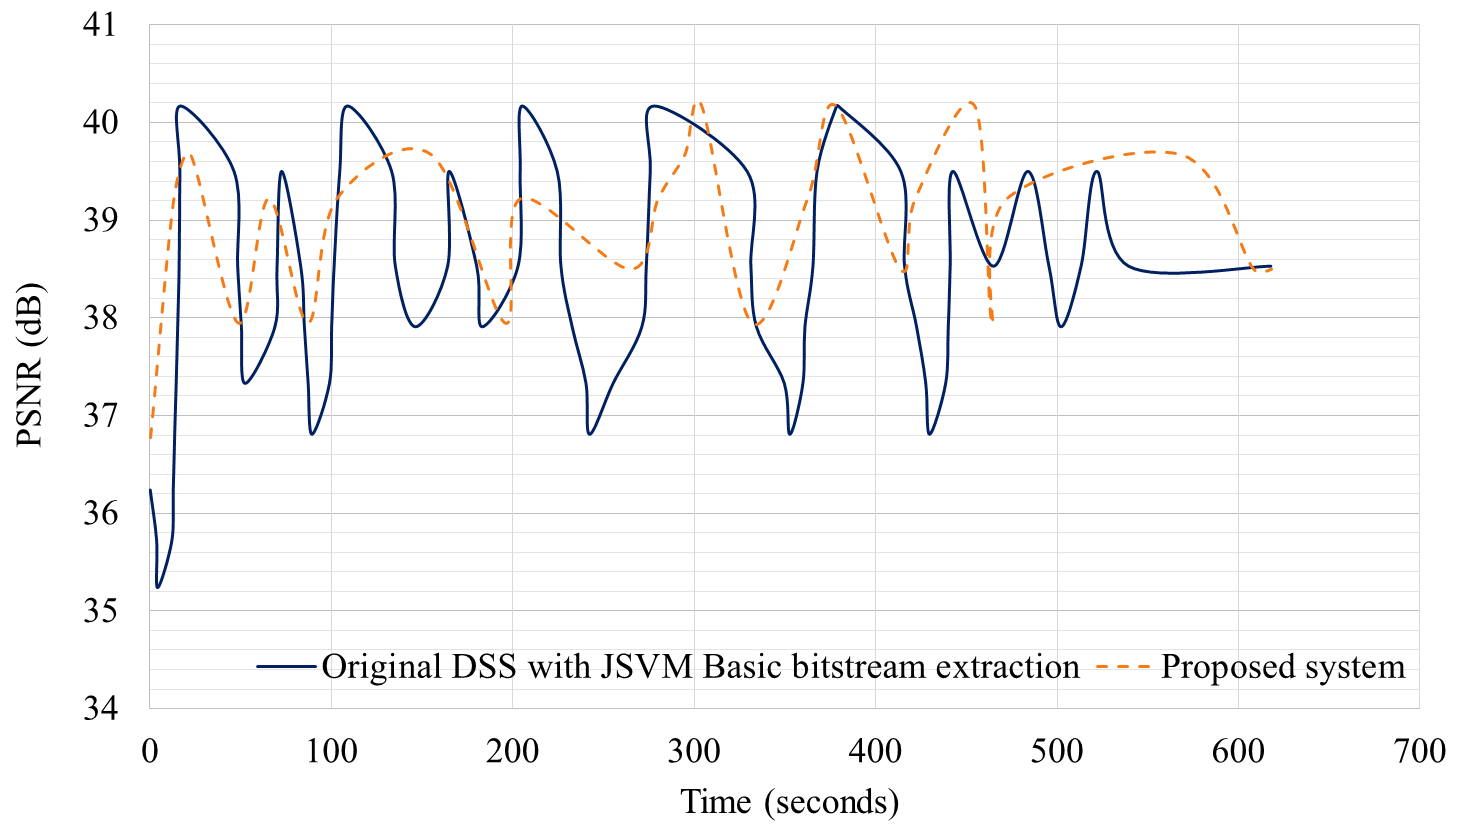 41
40
39
38
37
36
35
34
PSNR (dB)
Original DSS with JSVM Basic bitstream extraction Proposed system
0 100 200 300 400 500 600 700
Time (seconds)